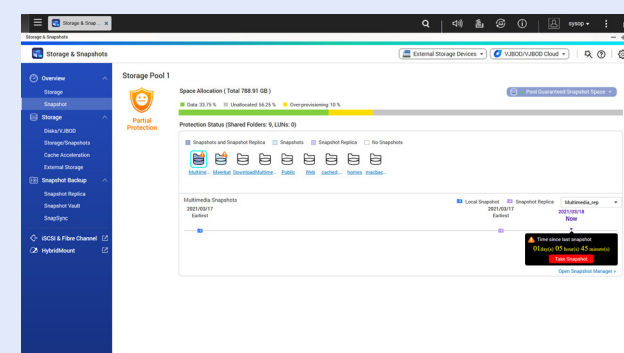 Storage & Snap... ×
sysop
Storage & Snapshots
Storage & Snapshots
External Storage Devices
VJBOD/VJBOD Cloud
Overview
Storage
Snapshot
Storage
Disks/VJBOD
Storage/Snapshots
Cache Acceleration
External Storage
Snapshot Backup
Snapshot Replica
Snapshot Vault
SnapSync
iSCSI & Fibre Channel
HybridMount
Storage Pool 1
Partial
Protection
Space Allocation ( Total 788.91 GB )
Pool Guaranteed Snapshot Space
Data: 33.75 % Unallocated: 56.25 % Overprovisioning: 10 %
Protection Status (Shared Folders: 9, LUNs: 0)
Snapshots and Snapshot Replica Snapshots Snapshot Replica No Snapshots
Multime... Meerkat Download Multime... Public Web cached... homes macbac...
Multimedia Snapshots
Local Snapshot Snapshot Replica Multimedia_rep
2021/03/17
Earliest
2021/03/17
Earliest
2021/03/18
Now
Time since last snapshot
01day(s) 05 hour(s) 45 minute(s)
Take Snapshot
Open Snapshot Manager >